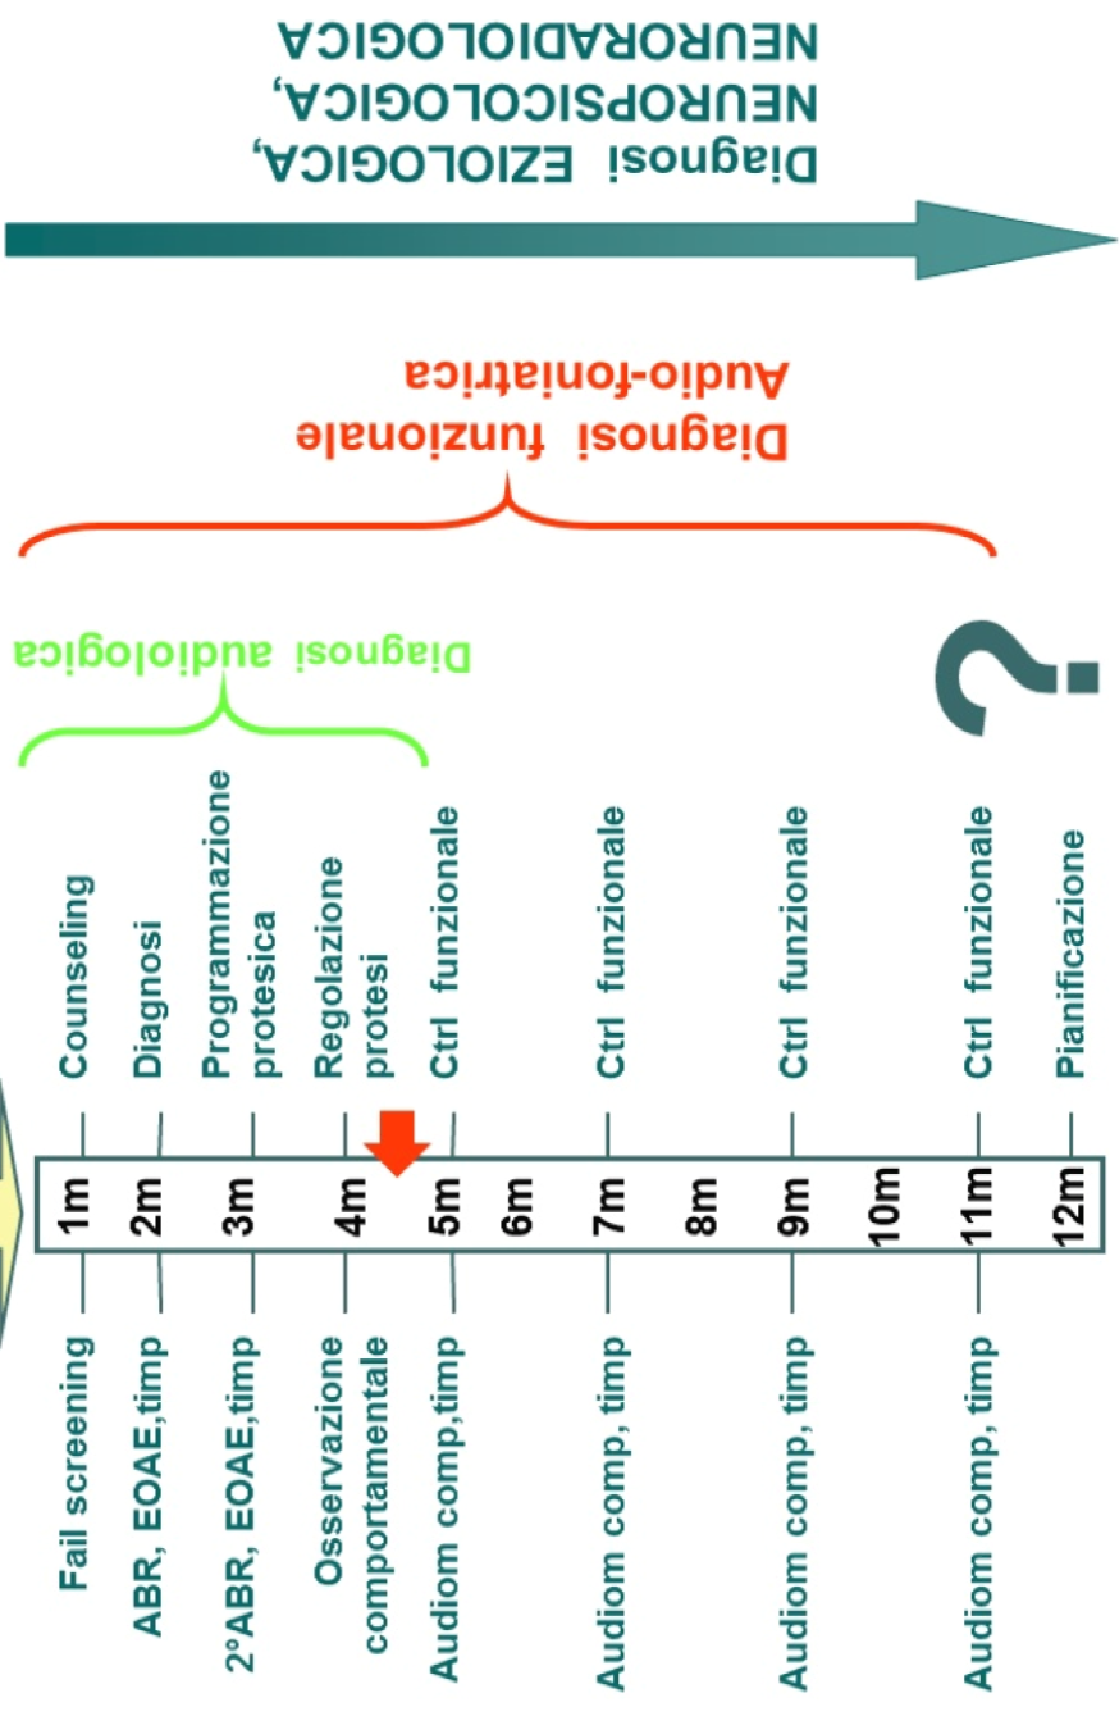 Fail screening
1m
Counseling
ABR, EOAE,timp
2m
Diagnosi
2°ABR, EOAE,timp
3m
Programmazione
protesica
Osservazione
comportamentale
4m
Regolazione
protesi
Audiom comp,timp
5m
Ctrl funzionale
6m
Audiom comp, timp
7m
Ctrl funzionale
8m
Audiom comp, timp
9m
Ctrl funzionale
10m
Audiom comp, timp
11m
Ctrl funzionale
12m
Pianificazione
?
Diagnosi audiologica
Diagnosi funzionale
Audio-foniatrica
Diagnosi EZIOLOGICA,
NEUROPSICOLOGICA,
NEURORADIOLOGICA